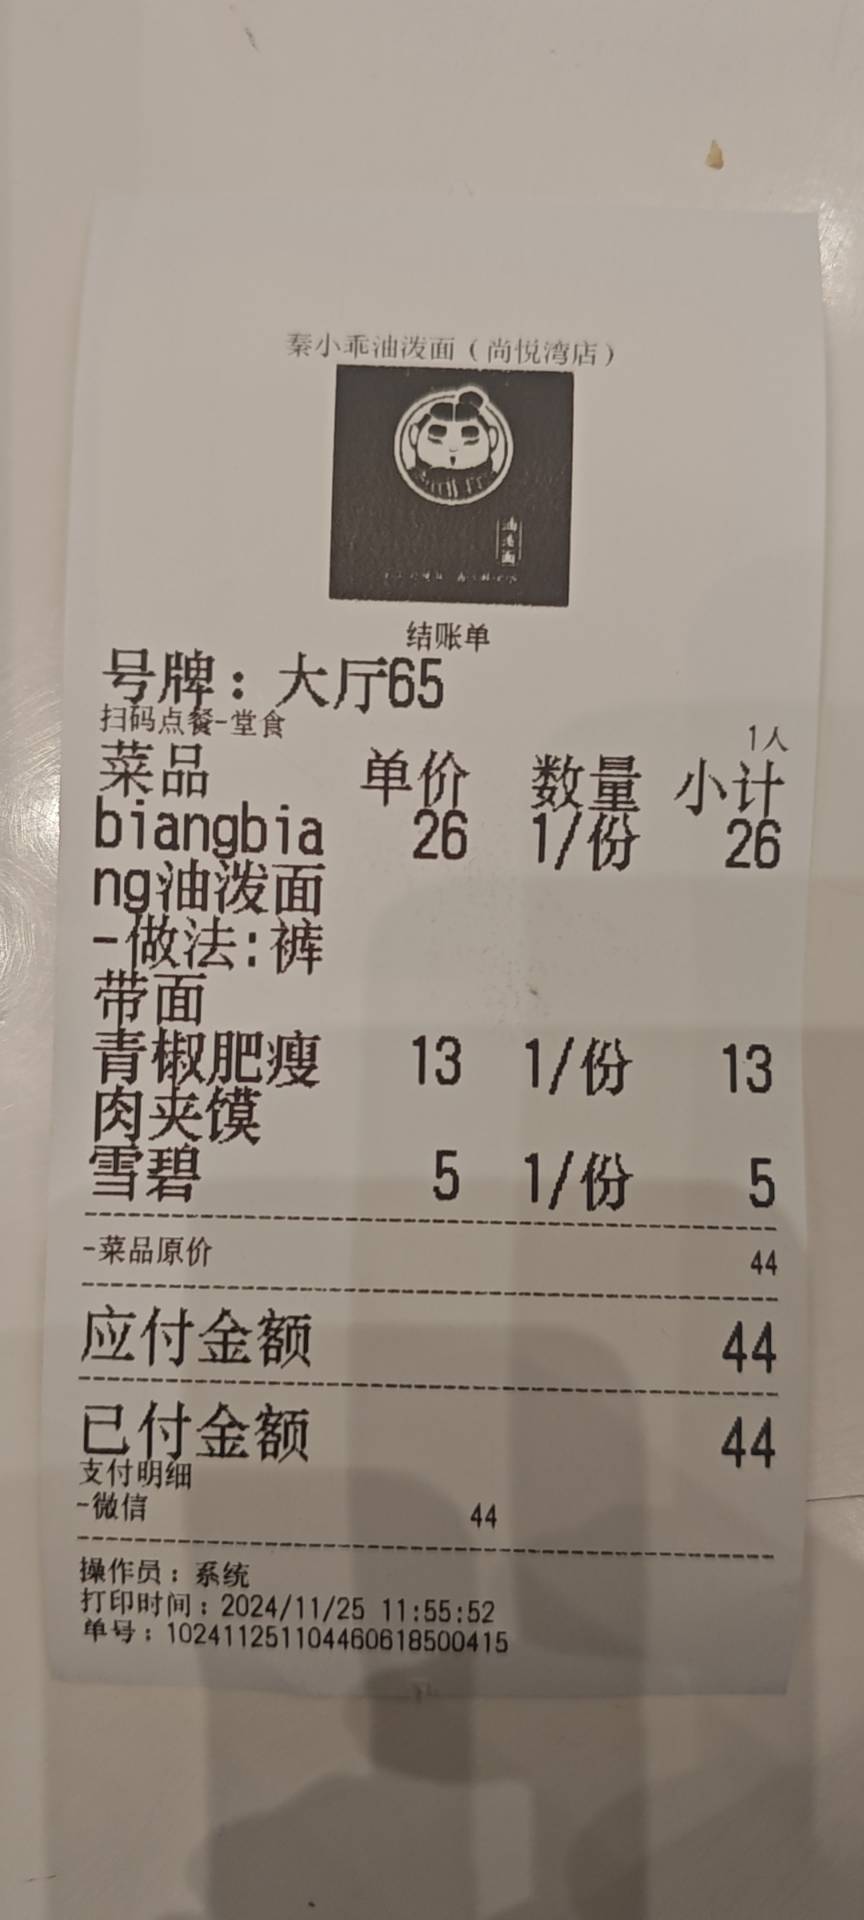 秦小乖油泼面（尚悦湾店）
油泼面
结账单
号牌：大厅65
扫码点餐-堂食 1人
菜品 单价 数量 小计
biangbia 26 1/份 26
ng油泼面
-做法:裤
带面
青椒肥瘦 13 1/份 13
肉夹馍
雪碧 5 1/份 5
-菜品原价 44
应付金额 44
已付金额 44
支付明细
-微信 44
操作员：系统
打印时间：2024/11/25 11:55:52
单号：102411251104460618500415